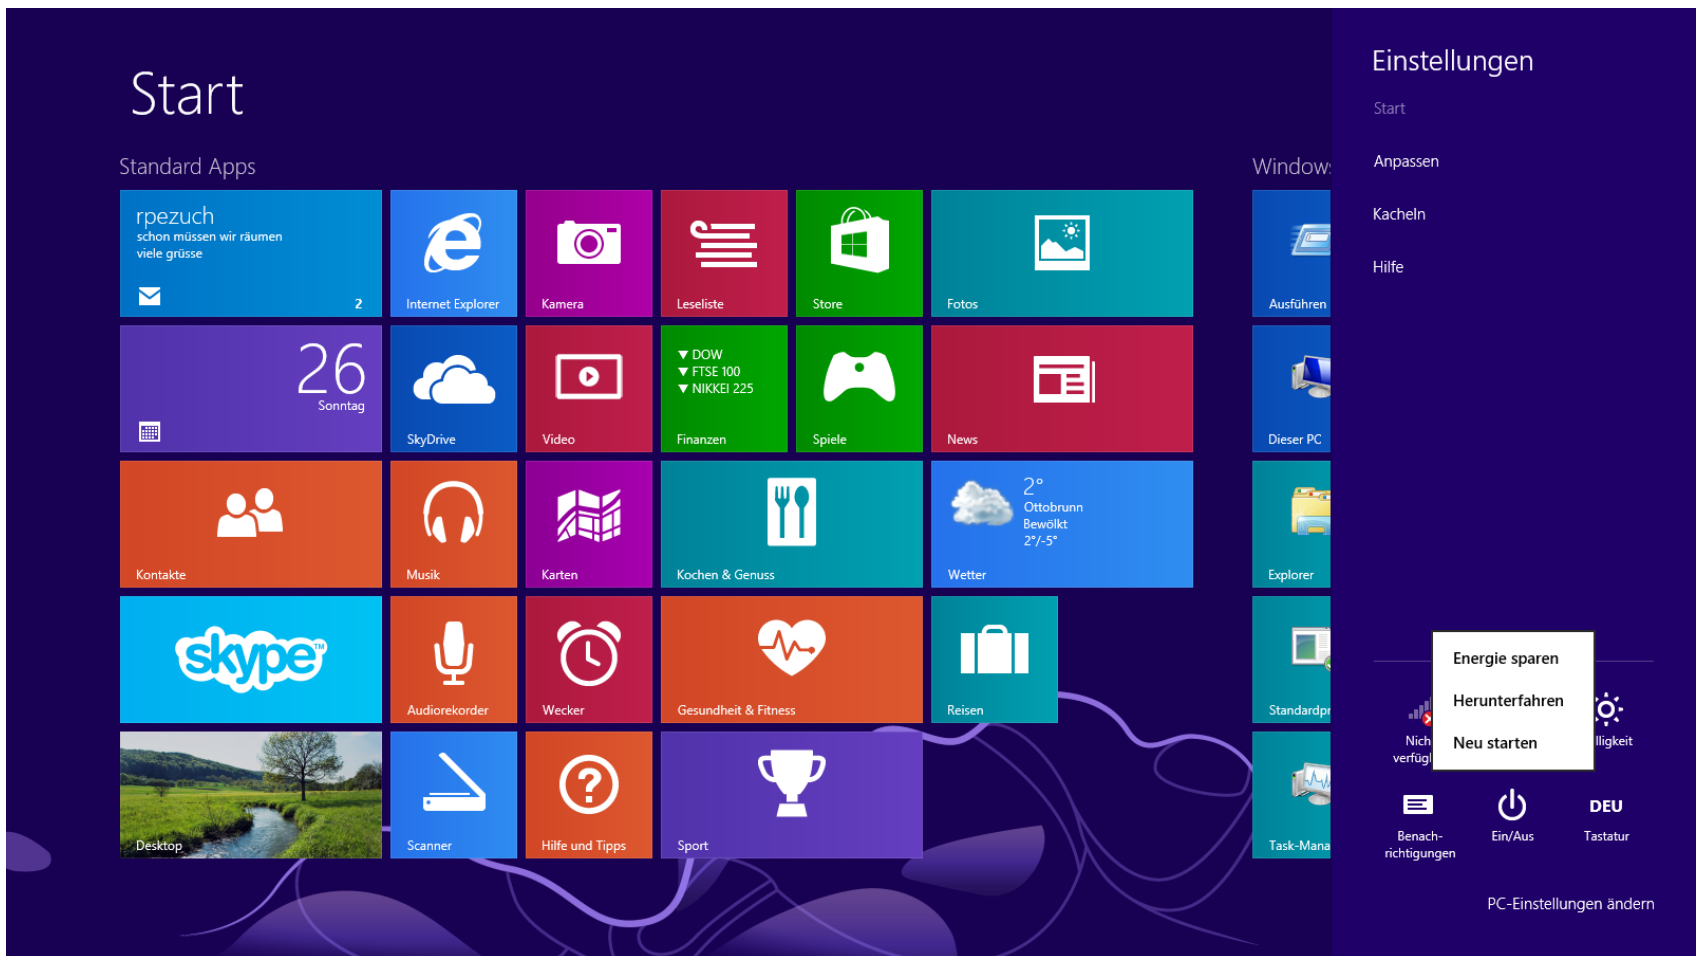 Start
Standard Apps
rpezuch
schon müssen wir räumen
viele grüsse
2
Internet Explorer
Kamera
Leseliste
Store
Fotos
26
Sonntag
SkyDrive
Video
▼ DOW
▼ FTSE 100
▼ NIKKEI 225
Finanzen
Spiele
News
Kontakte
Musik
Karten
Kochen & Genuss
2°
Ottobrunn
Bewölkt
2°/-5°
Wetter
skype™
Audiorekorder
Wecker
Gesundheit & Fitness
Reisen
Desktop
Scanner
Hilfe und Tipps
Sport
Windows
Ausführen
Dieser PC
Explorer
Standardpr
Task-Mana
Einstellungen
Start
Anpassen
Kacheln
Hilfe
Energie sparen
Herunterfahren
Neu starten
Nich
verfügb
lligkeit
Benach-
richtigungen
Ein/Aus
DEU
Tastatur
PC-Einstellungen ändern